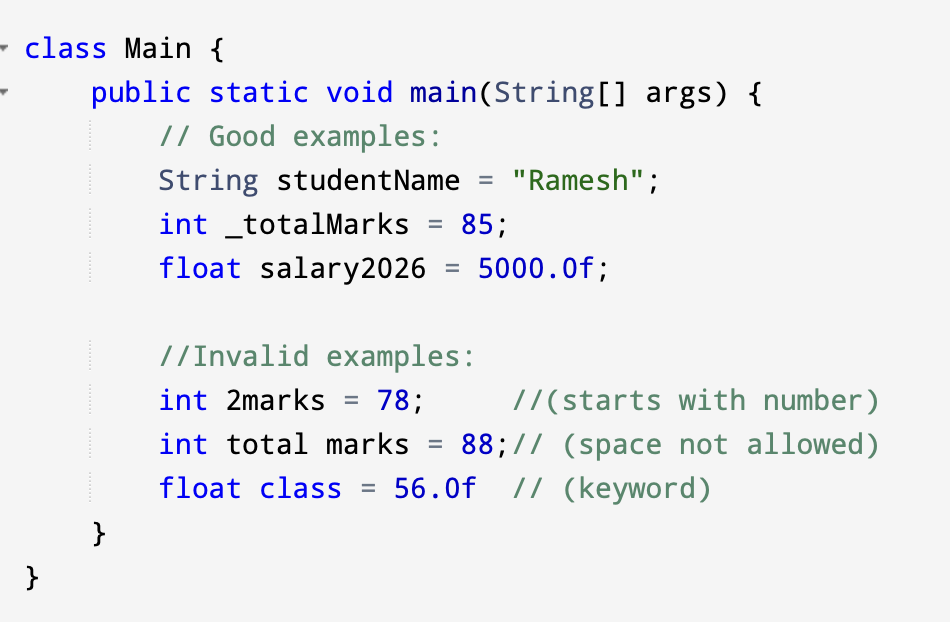 class Main {
    public static void main(String[] args) {
        // Good examples:
        String studentName = "Ramesh";
        int _totalMarks = 85;
        float salary2026 = 5000.0f;

        //Invalid examples:
        int 2marks = 78;     //(starts with number)
        int total marks = 88;// (space not allowed)
        float class = 56.0f  // (keyword)
    }
}